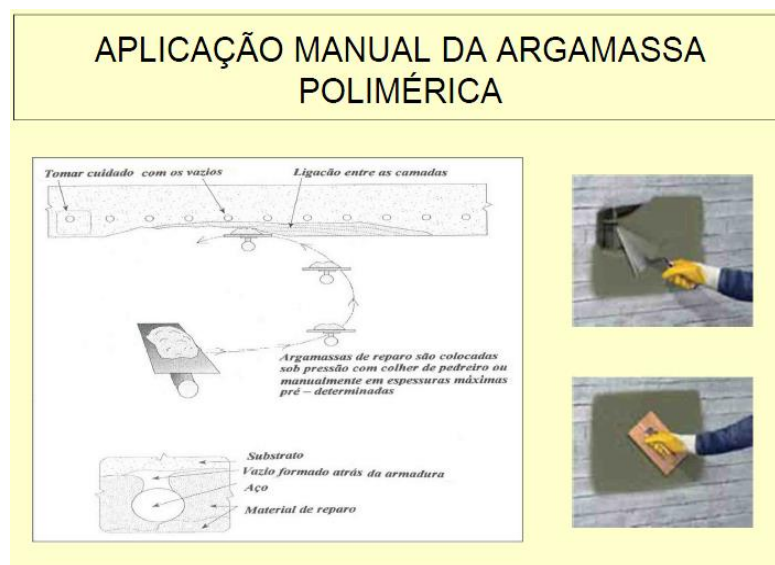 APLICAÇÃO MANUAL DA ARGAMASSA
POLIMÉRICA
Tomar cuidado com os vazios
Ligacão entre as camadas
Argamassas de reparo são colocadas
sob pressão com colher de pedreiro ou
manualmente em espessuras máximas
pré – determinadas
Substrato
Vazio formado atrás da armadura
Aço
Material de reparo